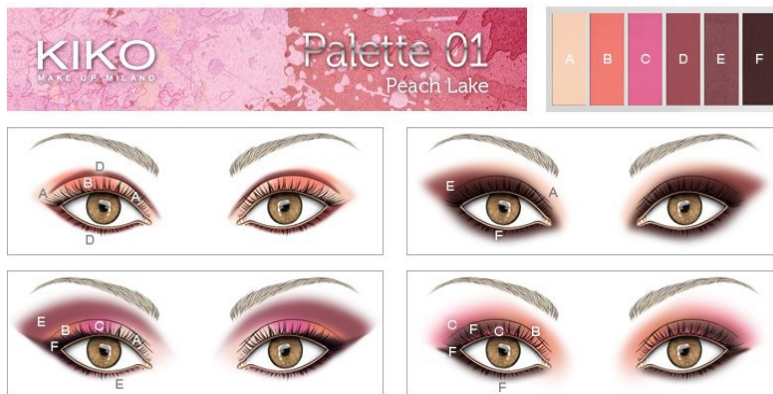 KIKO
MAKE UP MILANO
Palette 01
Peach Lake
A B C D E F
D
A B A
D
E A
F
E B C A
F
E
C F C B
F
F